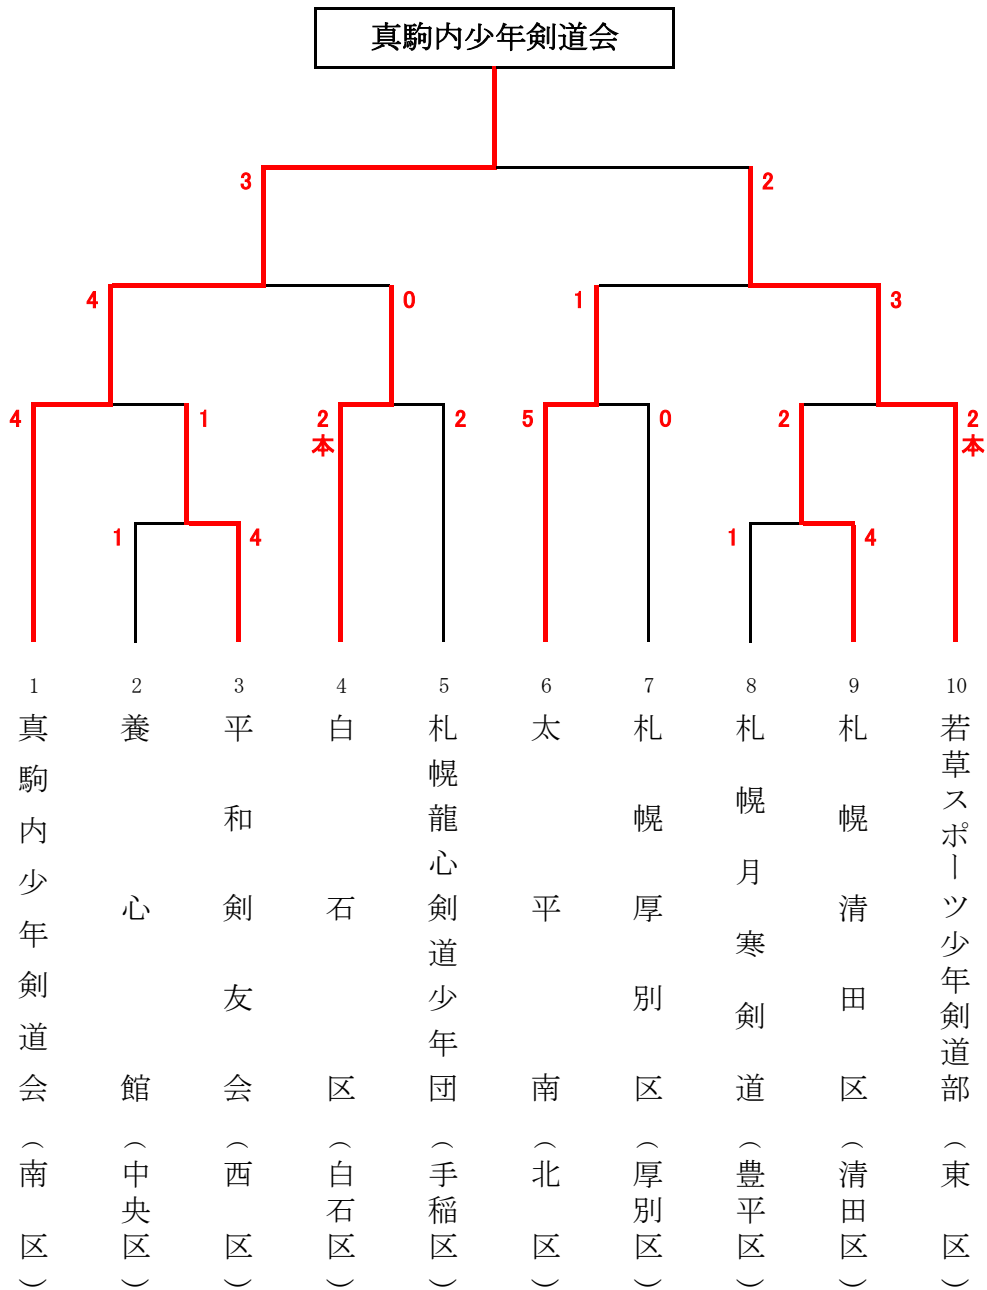 真駒内少年剣道会
3 2
4 0 1 3
4 1 2本 2 5 0 2 2本
1 4 1 4
1 2 3 4 5 6 7 8 9 10
真駒内少年剣道会（南区）
養心館（中央区）
平和剣友会（西区）
白石区（白石区）
札幌龍心剣道少年団（手稲区）
太平南（北区）
札幌厚別区（厚別区）
札幌月寒剣道（豊平区）
札幌清田区（清田区）
若草スポーツ少年剣道部（東区）